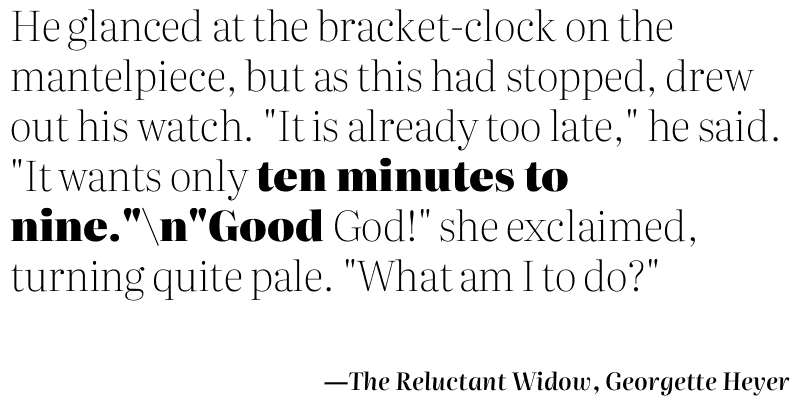 He glanced at the bracket-clock on the
mantelpiece, but as this had stopped, drew
out his watch. "It is already too late," he said.
"It wants only ten minutes to
nine."\n"Good God!" she exclaimed,
turning quite pale. "What am I to do?"
—The Reluctant Widow, Georgette Heyer